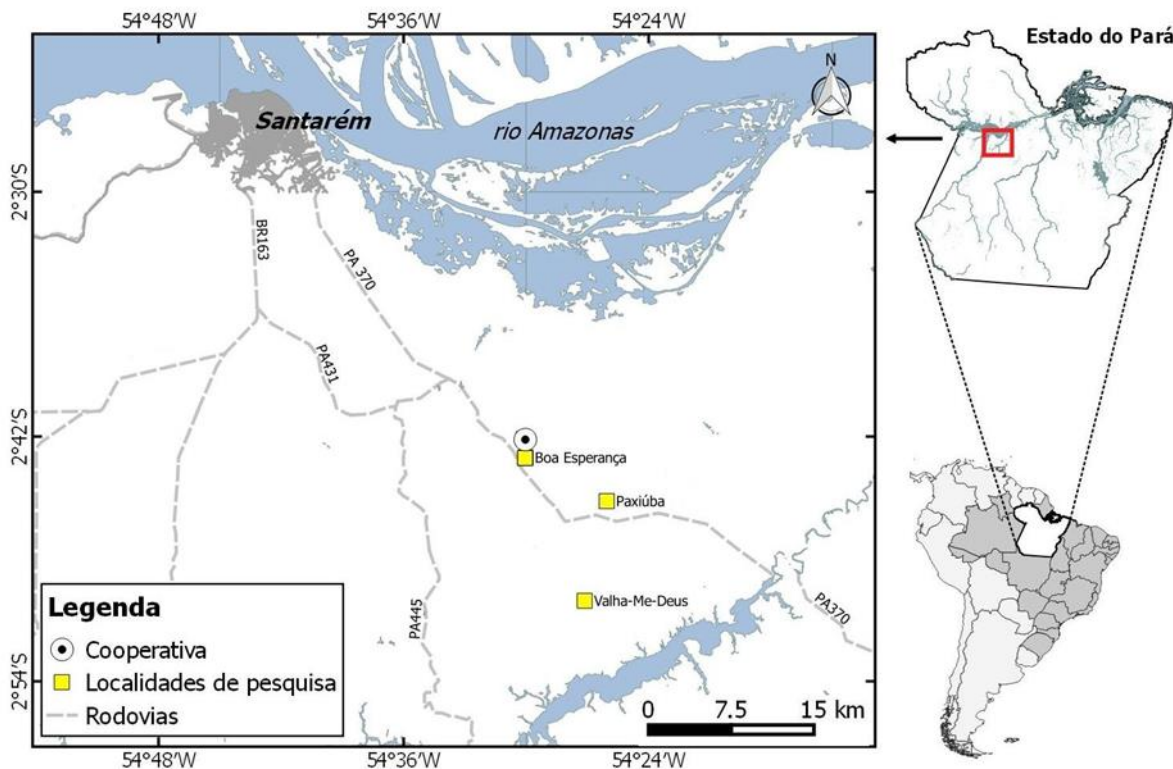 54°48'S
54°36'S
54°24'S
Estado do Pará
N
Santarém
rio Amazonas
2°30'S
BR163
PA 370
PA431
2°42'S
Boa Esperança
Paxiúba
Valha-Me-Deus
PA445
PA370
2°54'S
Legenda
Cooperativa
Localidades de pesquisa
Rodovias
0 7.5 15 km
54°48'S
54°36'S
54°24'S